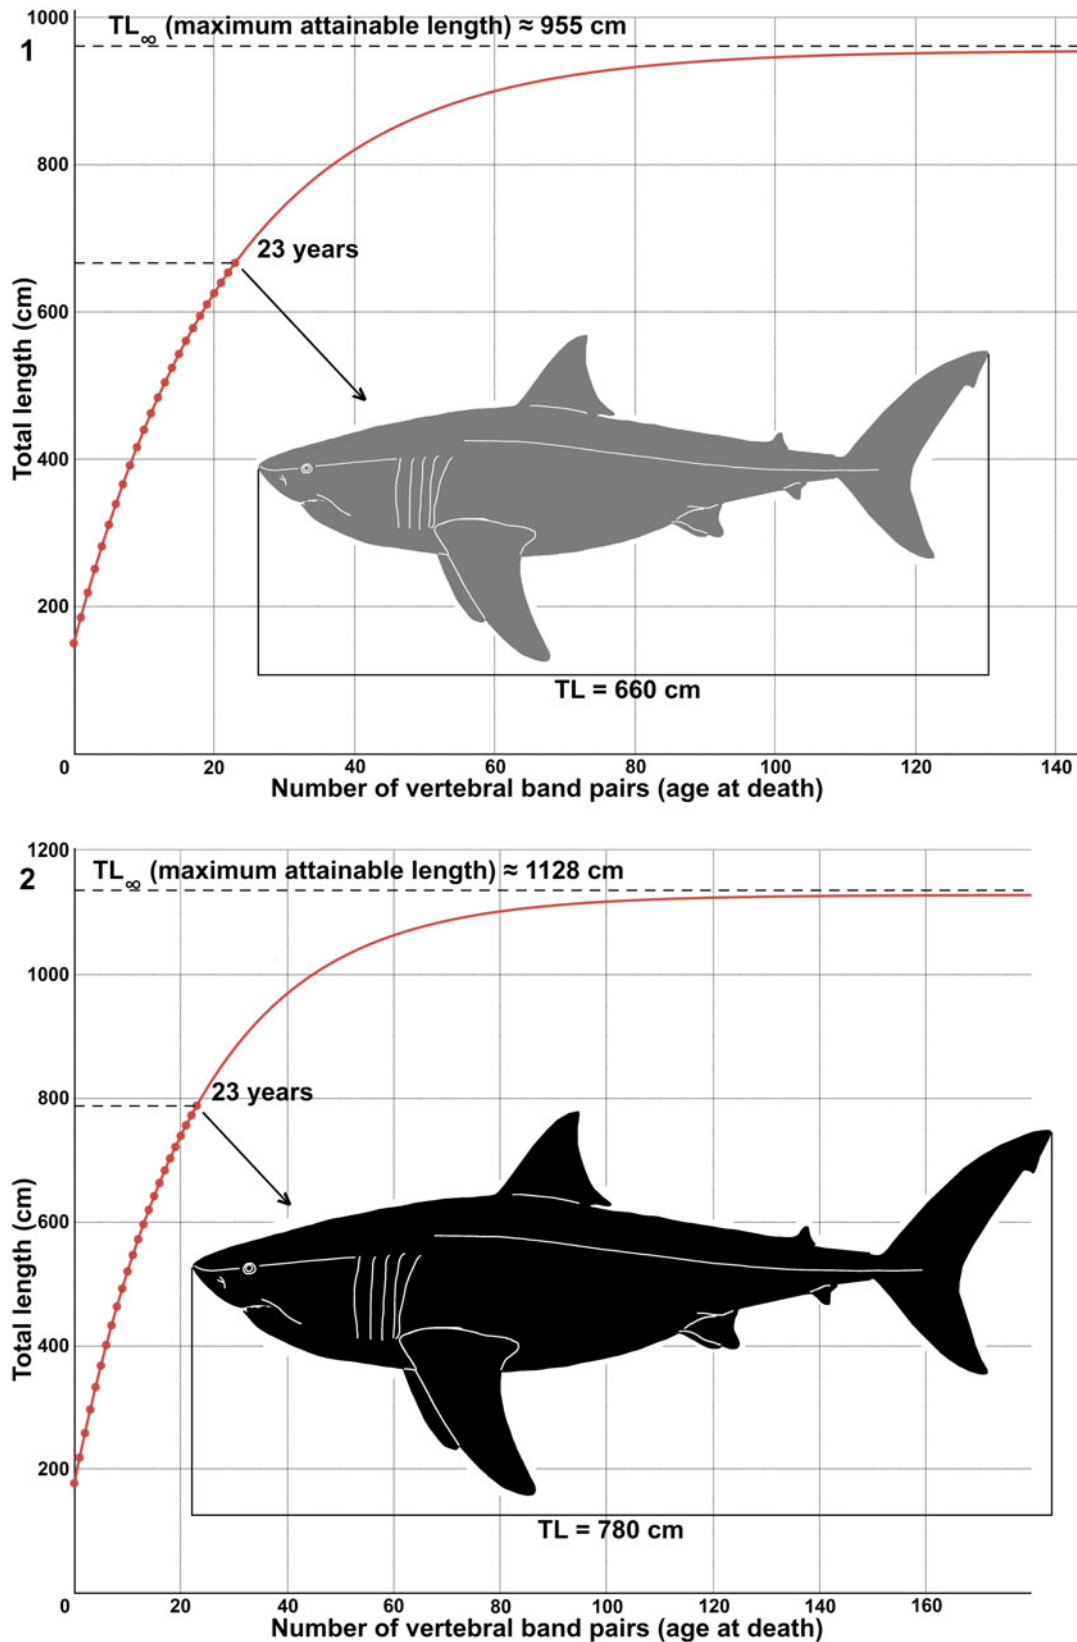 1000
TL∞ (maximum attainable length) ≈ 955 cm
1
800
23 years
600
Total length (cm)
400
200
TL = 660 cm
0 20 40 60 80 100 120 140
Number of vertebral band pairs (age at death)
1200
TL∞ (maximum attainable length) ≈ 1128 cm
2
1000
800
23 years
600
Total length (cm)
400
200
TL = 780 cm
0 20 40 60 80 100 120 140 160
Number of vertebral band pairs (age at death)